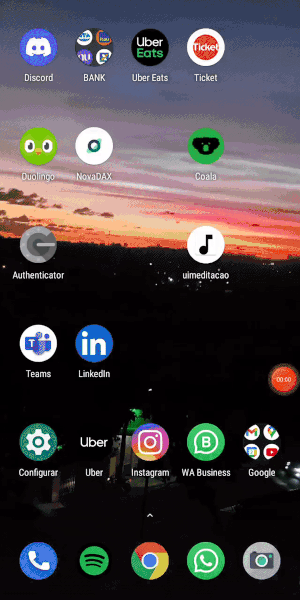 Uber
Eats
Ticket
Discord
BANK
Uber Eats
Ticket
Duolingo
NovaDAX
Coala
Authenticator
uimeditacao
Teams
LinkedIn
00:00
Uber
Configurar
Uber
Instagram
WA Business
Google